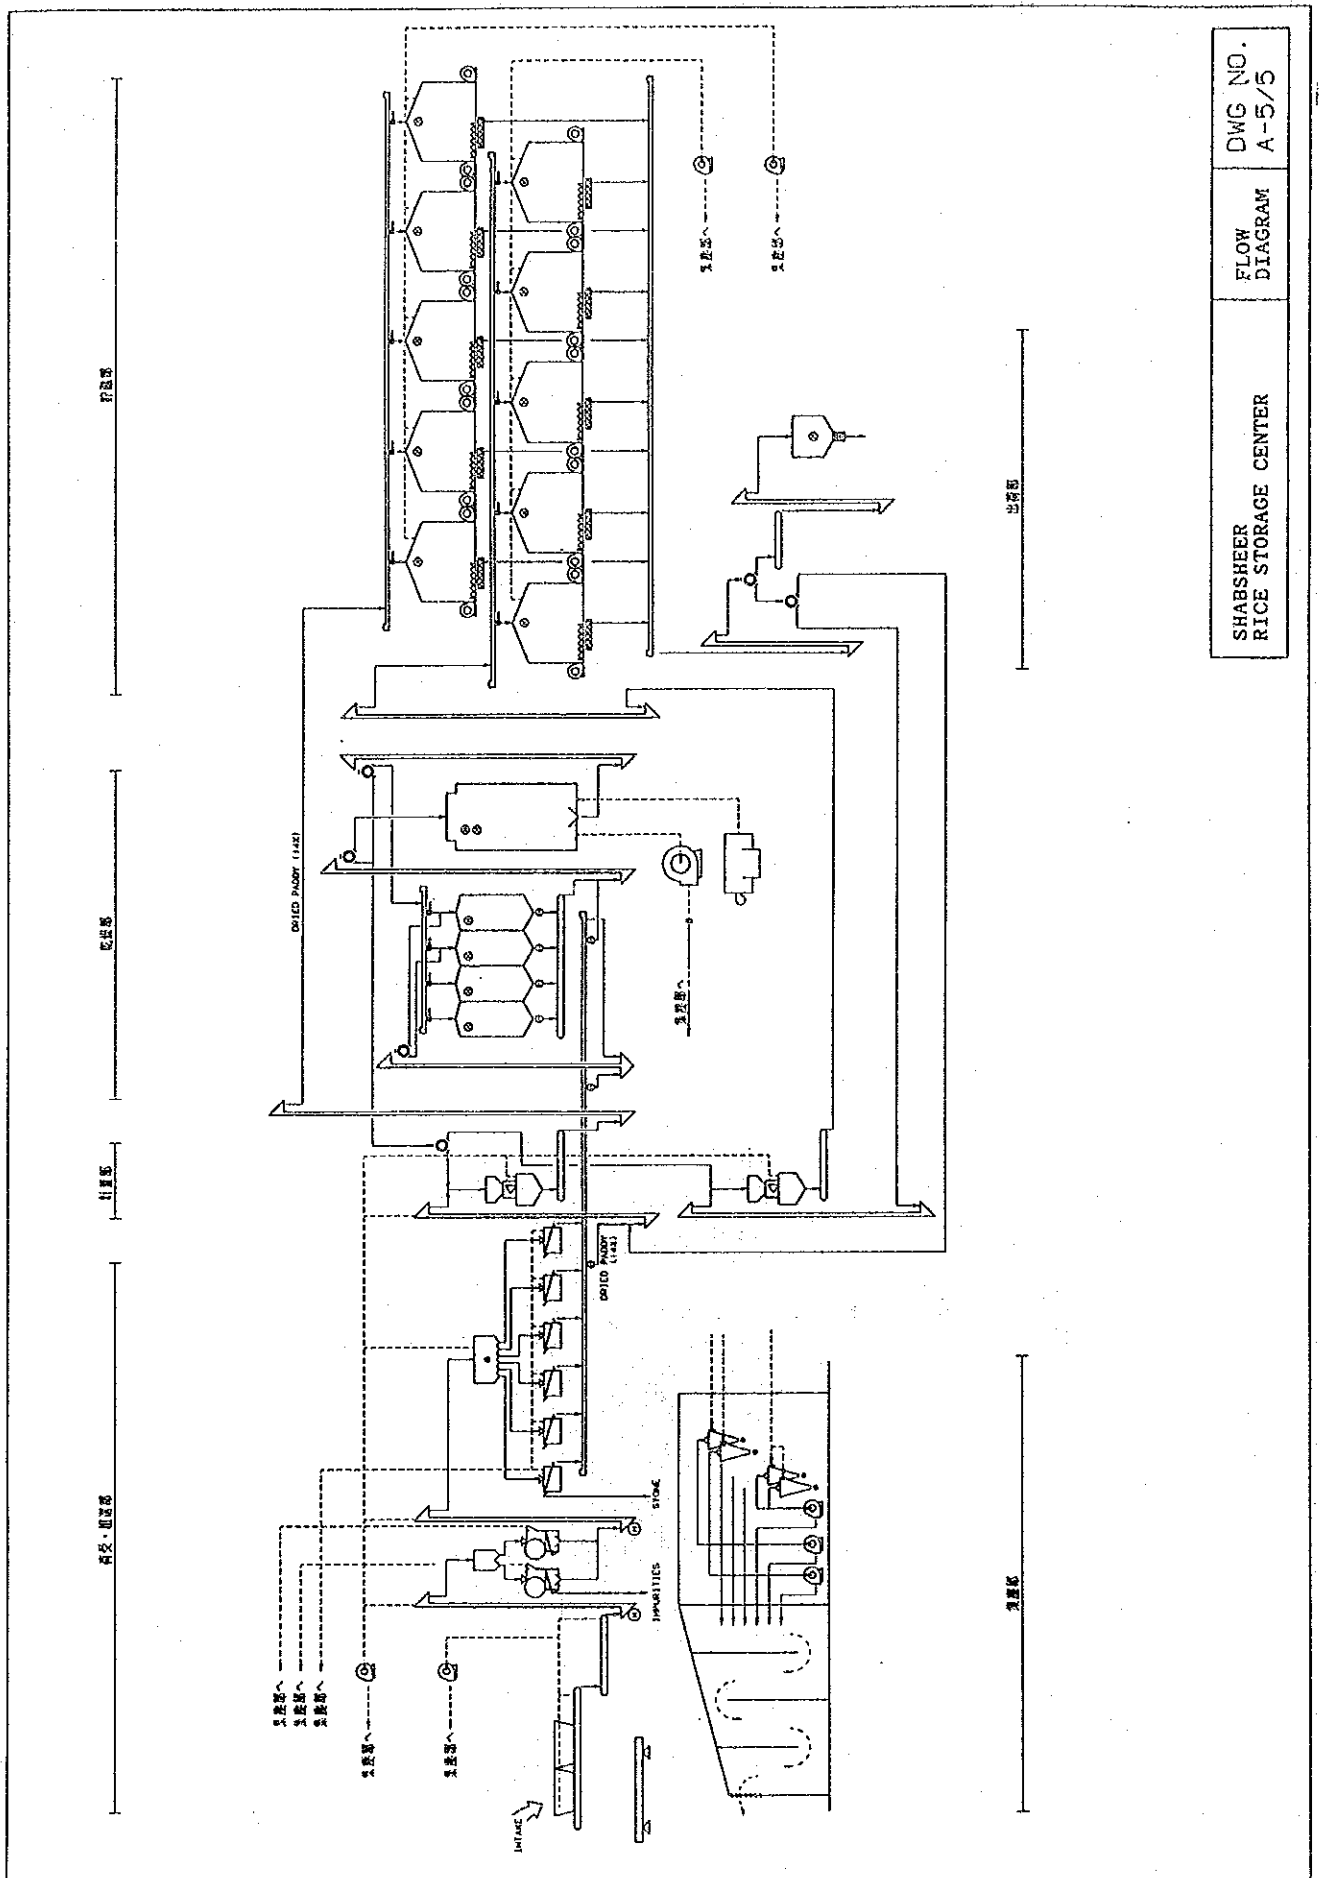 荷受・粗選部
計量部
乾燥部
貯蔵部
集塵部へ
集塵部へ
集塵部へ
集塵部へ
集塵部へ
DRIED PADDY (14%)
INTAKE
IMPURITIES
STONE
DRIED PADDY
(14%)
集塵部へ
集塵部へ
集塵部へ
集塵部
出荷部
SHABSHEER
RICE STORAGE CENTER
FLOW
DIAGRAM
DWG NO.
A-5/5